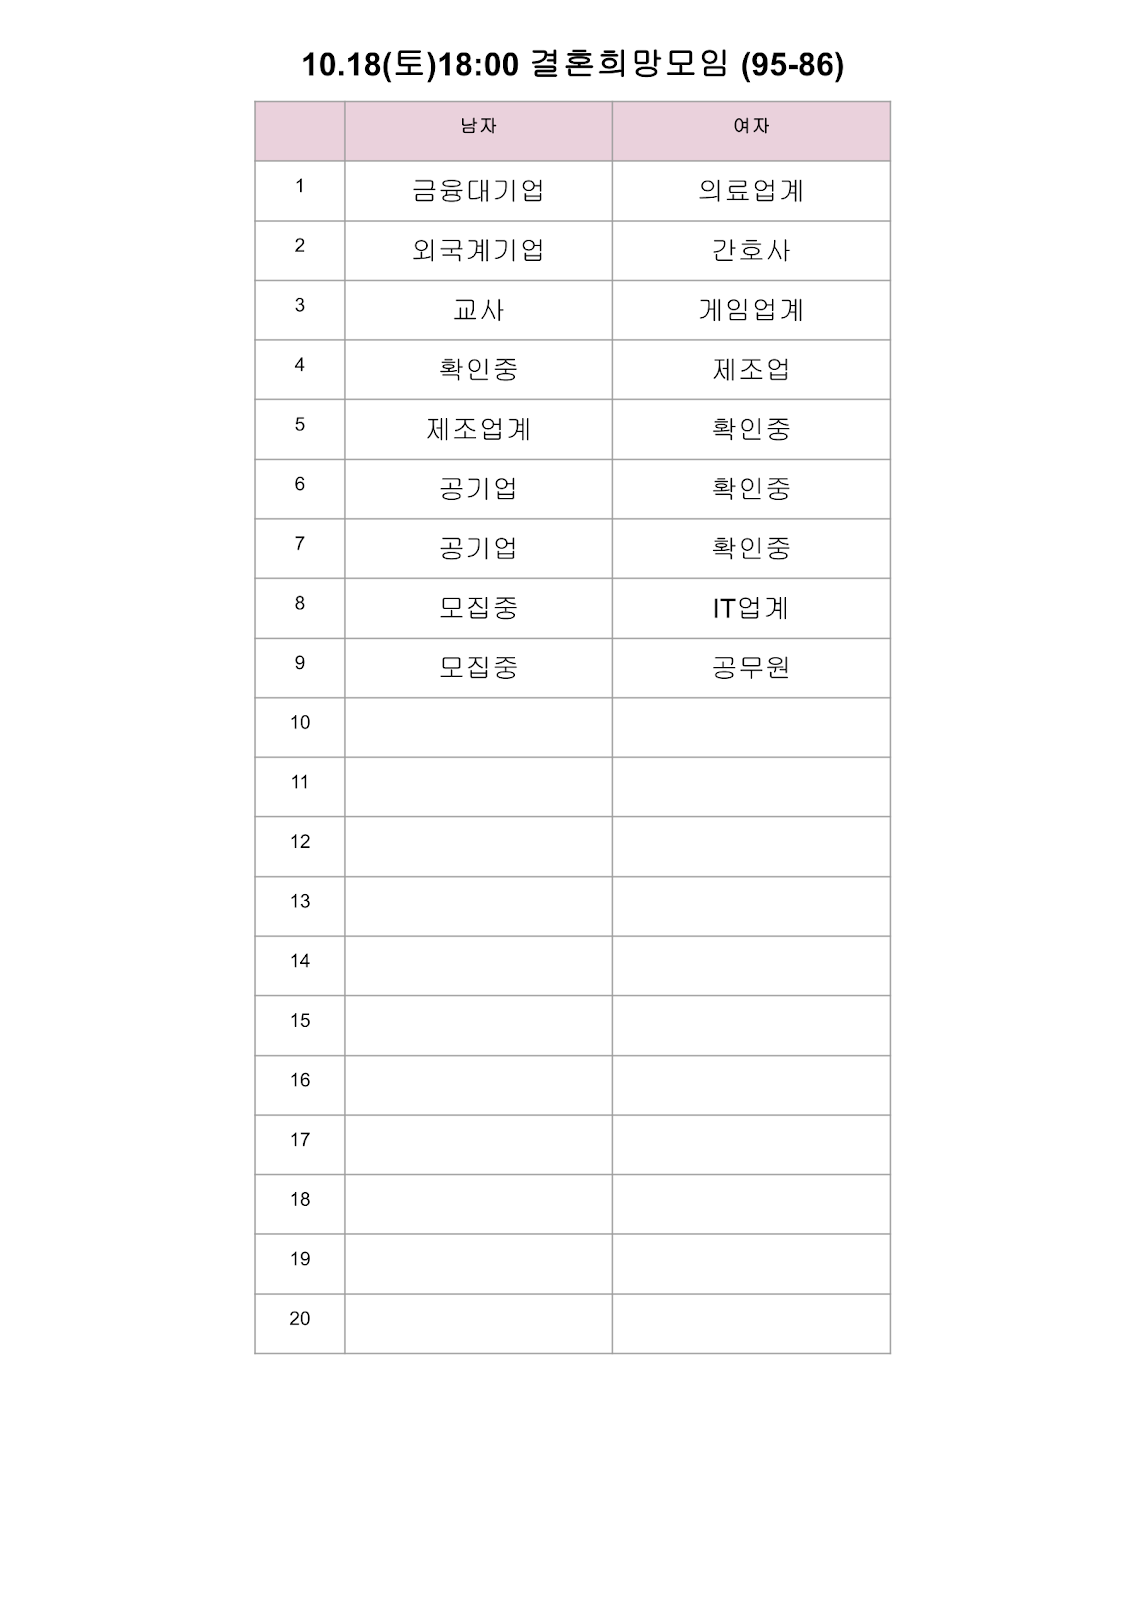 10.18(토)18:00 결혼희망모임 (95-86)
남자 여자
1 금융대기업 의료업계
2 외국계기업 간호사
3 교사 게임업계
4 확인중 제조업
5 제조업계 확인중
6 공기업 확인중
7 공기업 확인중
8 모집중 IT업계
9 모집중 공무원
10
11
12
13
14
15
16
17
18
19
20